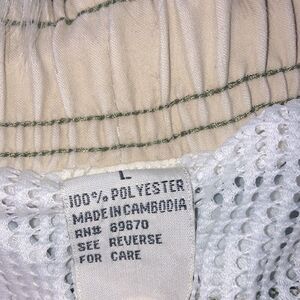 L
100% POLYESTER
MADE IN CAMBODIA
RN# 69870
SEE REVERSE
FOR CARE